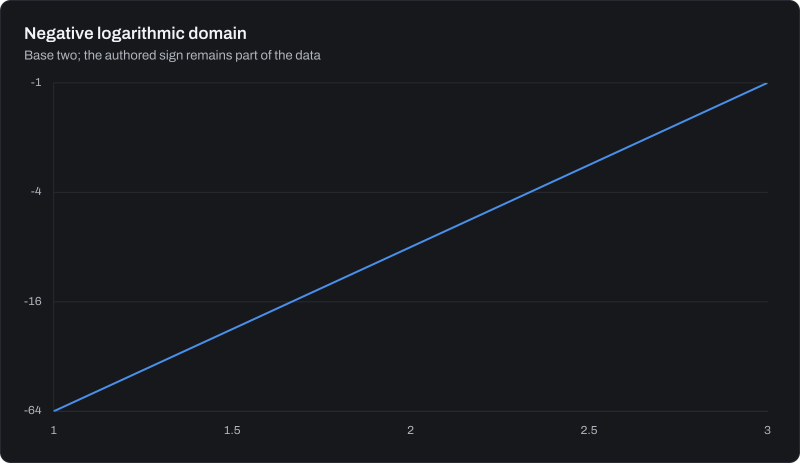 Negative logarithmic domain
Base two; the authored sign remains part of the data
-1
-4
-16
-64
1 1.5 2 2.5 3